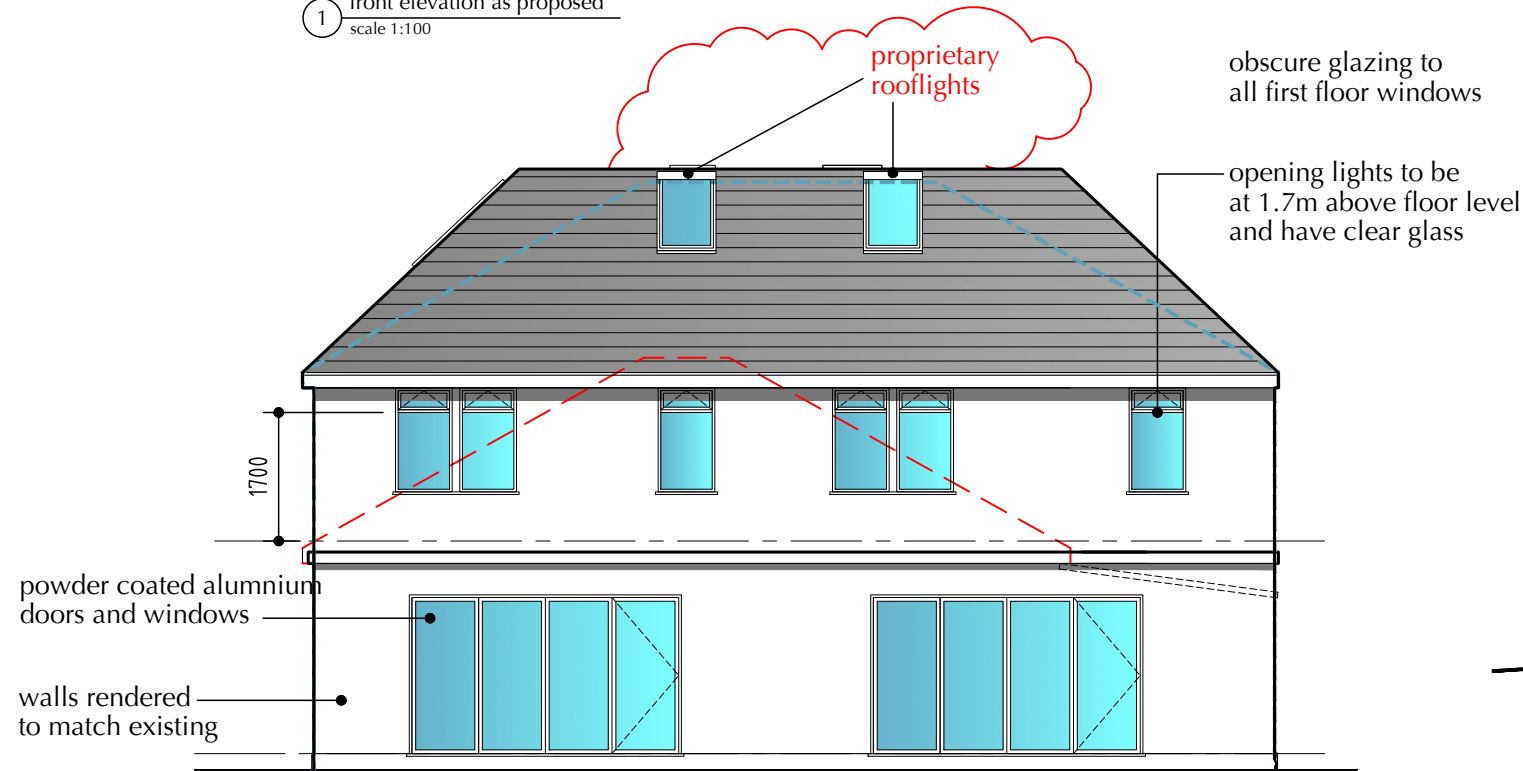 front elevation as proposed
1
scale 1:100
proprietary
rooflights
obscure glazing to
all first floor windows
opening lights to be
at 1.7m above floor level
and have clear glass
1700
powder coated alumnium
doors and windows
walls rendered
to match existing